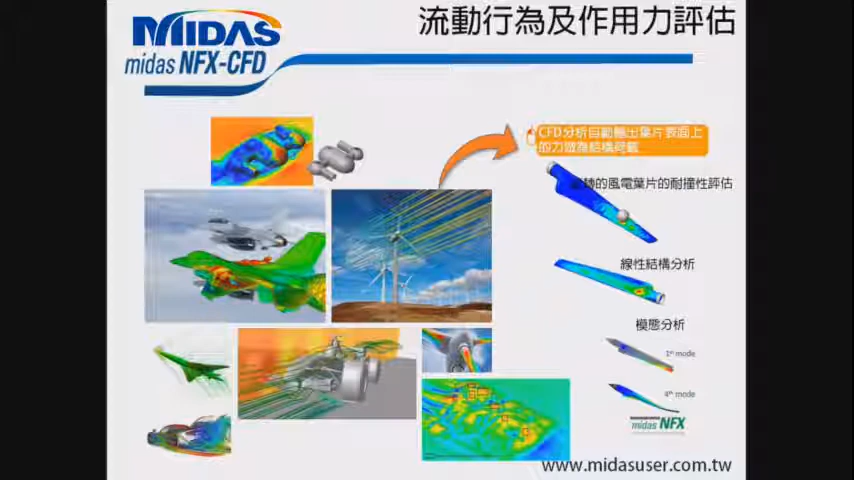 MIDAS
midas NFX-CFD
流動行為及作用力評估
CFD分析自動輸出葉片表面上
的力做為結構荷載
的風電葉片的耐撞性評估
線性結構分析
模態分析
1st mode
4th mode
midas NFX
www.midasuser.com.tw